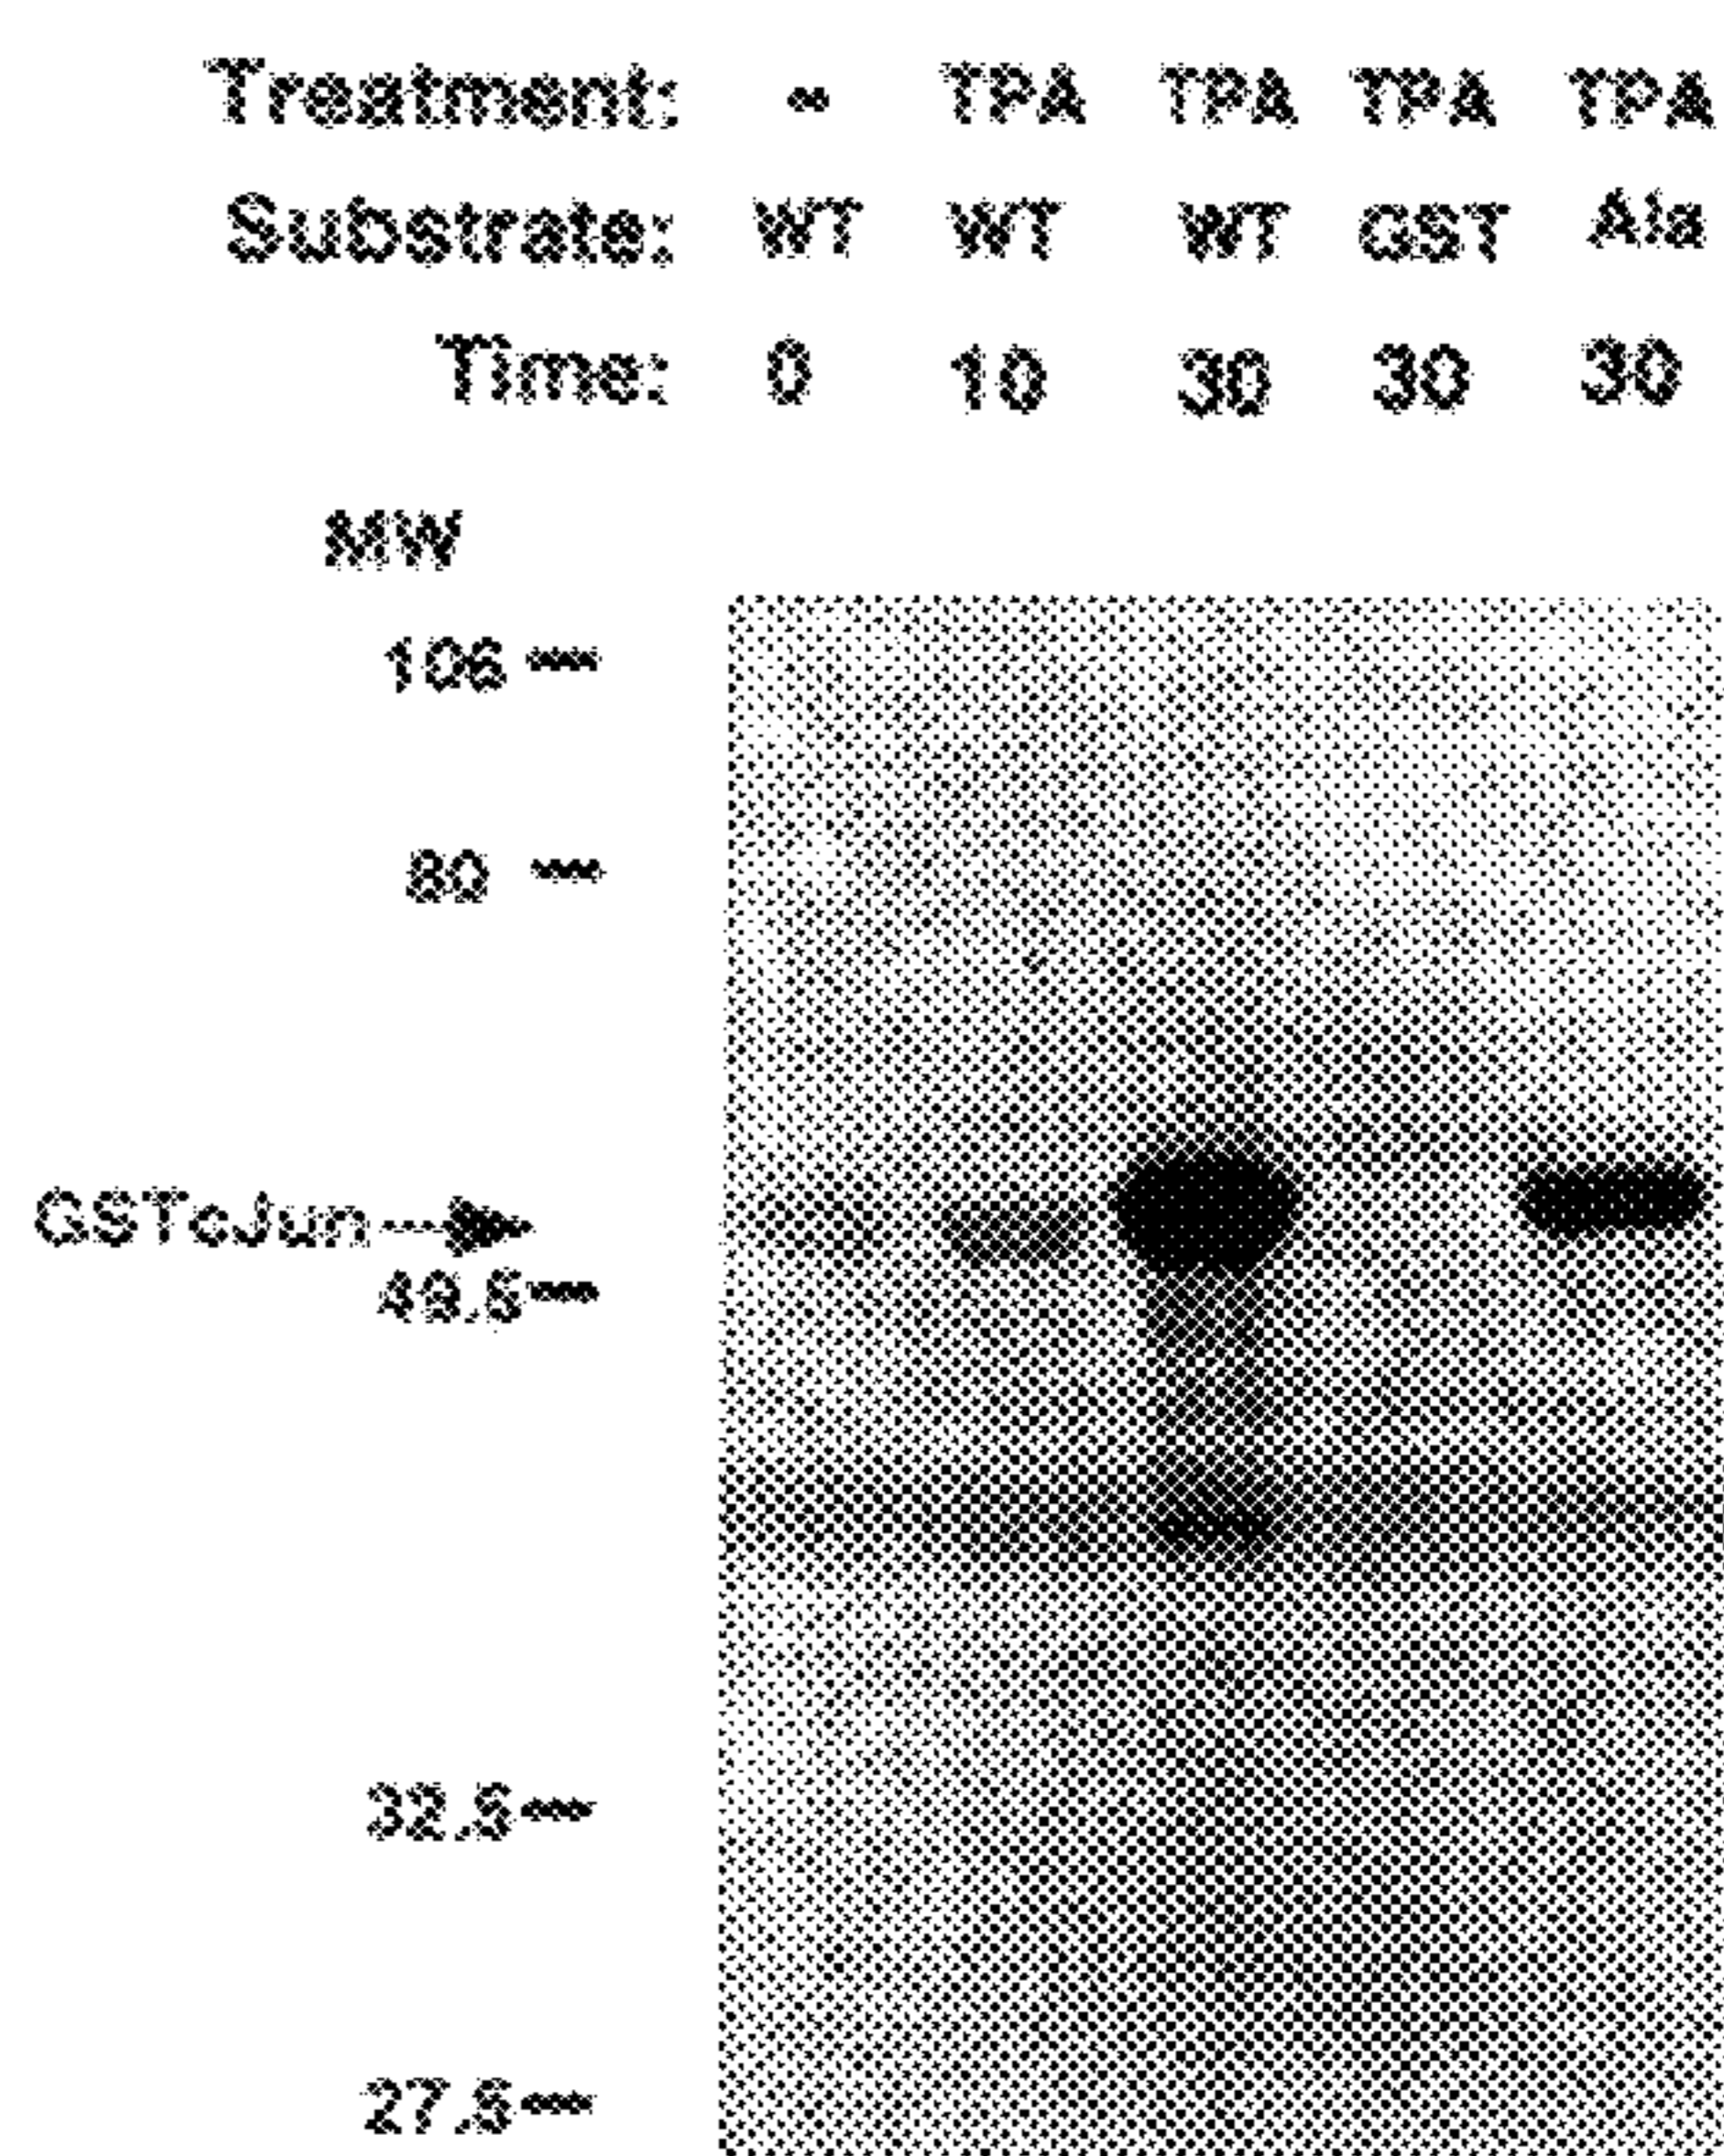 Treatment: - TPA TPA TPA TPA
Substrate: WT WT WT GST Ala
Time: 0 10 30 30 30
MW
106
80
GSTcJun
49.5
32.5
27.5